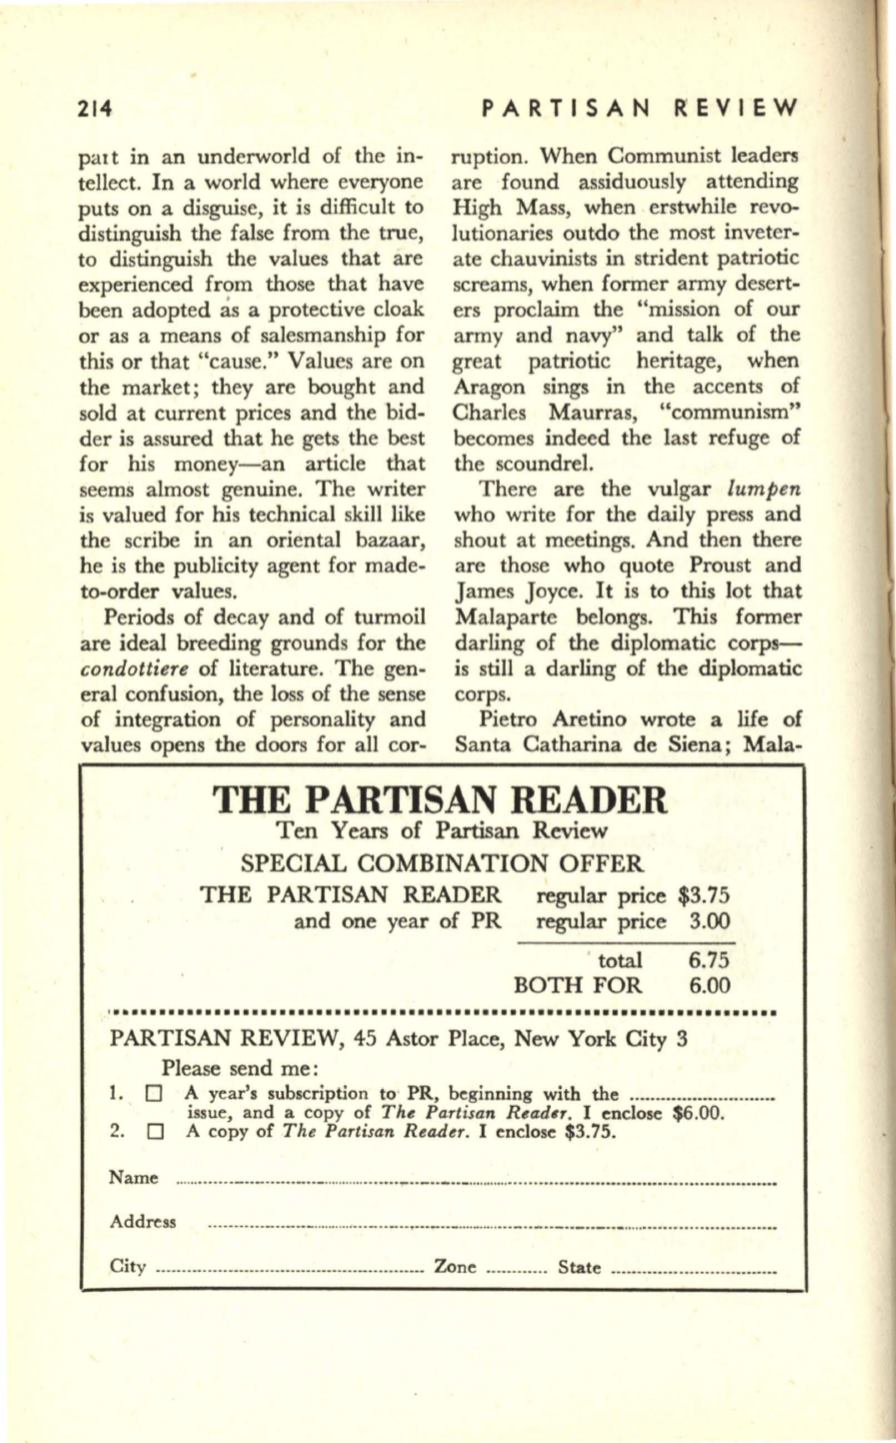 214
PARTISAN REVIEW
part in an underworld of the in-
tellect. In a world where everyone
puts on a disguise, it is difficult to
distinguish the false from the true,
to distinguish the values that are
experienced from those that have
been adopted as a protective cloak
or as a means of salesmanship for
this or that “cause.” Values are on
the market; they are bought and
sold at current prices and the bid-
der is assured that he gets the best
for his money—an article that
seems almost genuine. The writer
is valued for his technical skill like
the scribe in an oriental bazaar,
he is the publicity agent for made-
to-order values.
Periods of decay and of turmoil
are ideal breeding grounds for the
condottiere of literature. The gen-
eral confusion, the loss of the sense
of integration of personality and
values opens the doors for all cor-
ruption. When Communist leaders
are found assiduously attending
High Mass, when erstwhile revo-
lutionaries outdo the most inveter-
ate chauvinists in strident patriotic
screams, when former army desert-
ers proclaim the “mission of our
army and navy” and talk of the
great patriotic heritage, when
Aragon sings in the accents of
Charles Maurras, “communism”
becomes indeed the last refuge of
the scoundrel.
There are the vulgar lumpen
who write for the daily press and
shout at meetings. And then there
are those who quote Proust and
James Joyce. It is to this lot that
Malaparte belongs. This former
darling of the diplomatic corps—
is still a darling of the diplomatic
corps.
Pietro Aretino wrote a life of
Santa Catharina de Siena; Mala-
THE PARTISAN READER
Ten Years of Partisan Review
SPECIAL COMBINATION OFFER
THE PARTISAN READER regular price $3.75
and one year of PR regular price 3.00
total 6.75
BOTH FOR 6.00
PARTISAN REVIEW, 45 Astor Place, New York City 3
Please send me:
1. ☐ A year's subscription to PR, beginning with the ............................
issue, and a copy of The Partisan Reader. I enclose $6.00.
2. ☐ A copy of The Partisan Reader. I enclose $3.75.
Name ............................
Address ............................
City ............................ Zone ............ State ............................